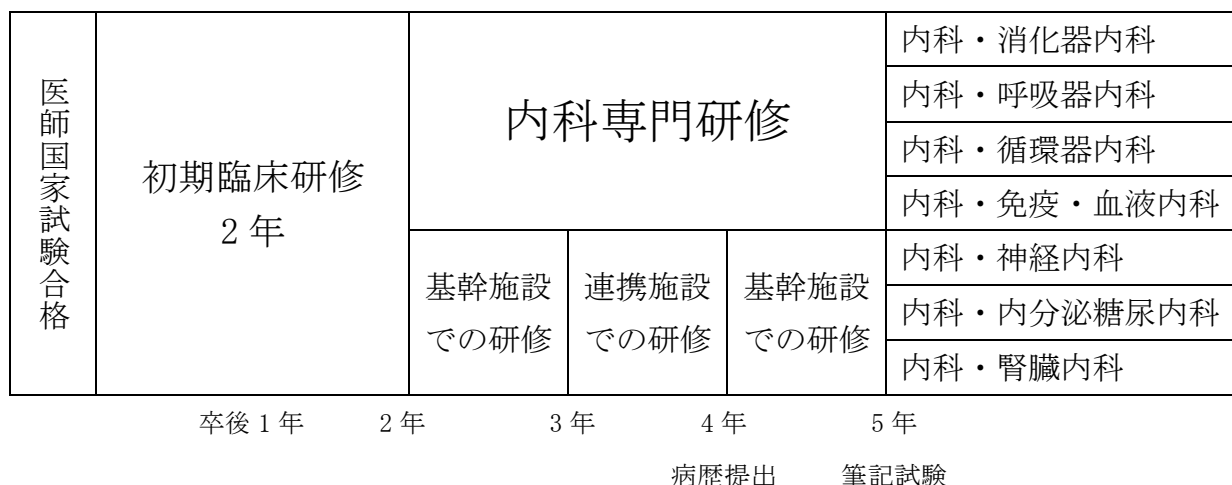 医師国家試験合格
初期臨床研修
2 年
内科専門研修
基幹施設
での研修
連携施設
での研修
基幹施設
での研修
内科・消化器内科
内科・呼吸器内科
内科・循環器内科
内科・免疫・血液内科
内科・神経内科
内科・内分泌糖尿内科
内科・腎臓内科
卒後 1 年 2 年 3 年 4 年 5 年
病歴提出 筆記試験